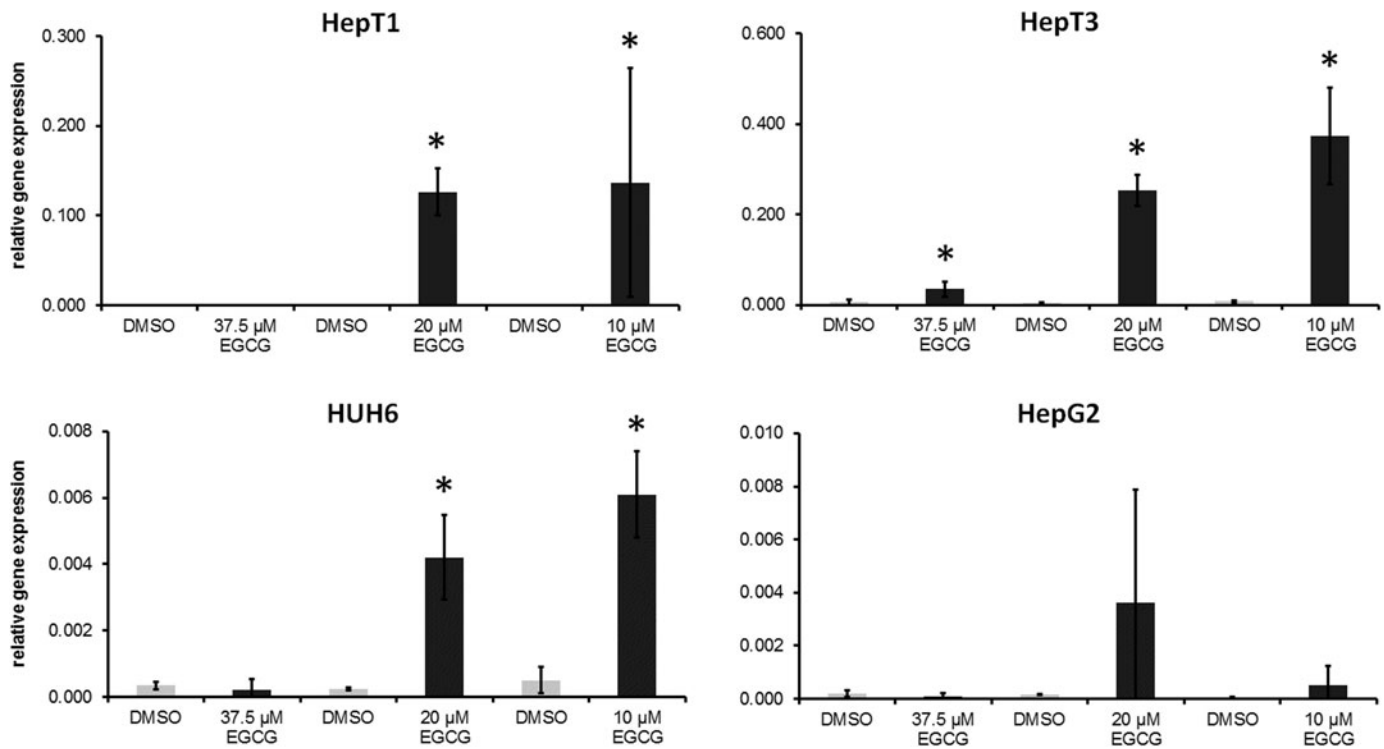 HepT1
relative gene expression
0.300
*
0.200
*
0.100
0.000
DMSO 37.5 µM DMSO 20 µM DMSO 10 µM
EGCG EGCG EGCG
HepT3
0.600
*
0.400
*
0.200
*
0.000
DMSO 37.5 µM DMSO 20 µM DMSO 10 µM
EGCG EGCG EGCG
HUH6
relative gene expression
0.008
*
0.006
*
0.004
0.002
0.000
DMSO 37.5 µM DMSO 20 µM DMSO 10 µM
EGCG EGCG EGCG
HepG2
0.010
0.008
0.006
0.004
0.002
0.000
DMSO 37.5 µM DMSO 20 µM DMSO 10 µM
EGCG EGCG EGCG